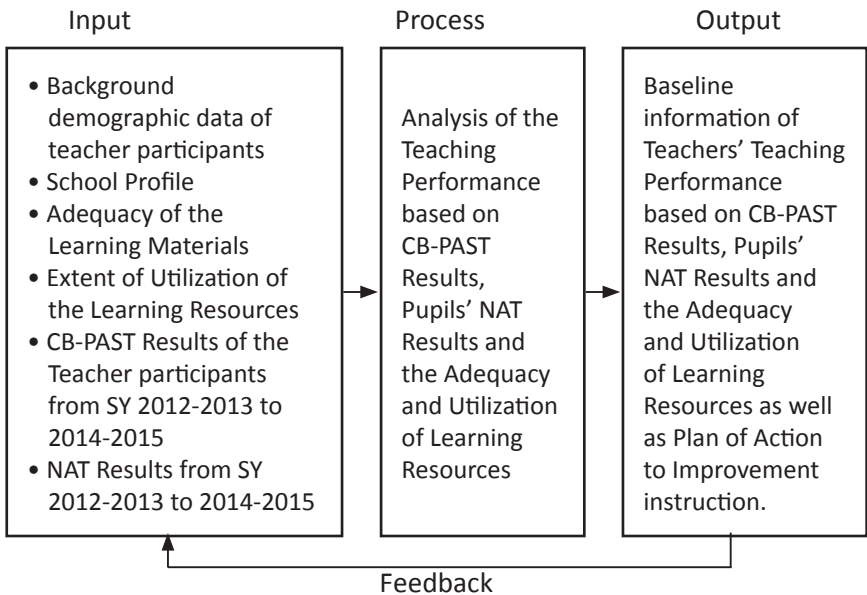 Input
Process
Output
• Background
demographic data of
teacher participants
• School Profile
• Adequacy of the
Learning Materials
• Extent of Utilization of
the Learning Resources
• CB-PAST Results of the
Teacher participants
from SY 2012-2013 to
2014-2015
• NAT Results from SY
2012-2013 to 2014-2015
Analysis of the
Teaching
Performance
based on
CB-PAST
Results,
Pupils’ NAT
Results and
the Adequacy
and Utilization
of Learning
Resources
Baseline
information of
Teachers’ Teaching
Performance
based on CB-PAST
Results, Pupils’
NAT Results and
the Adequacy
and Utilization
of Learning
Resources as well
as Plan of Action
to Improvement
instruction.
Feedback